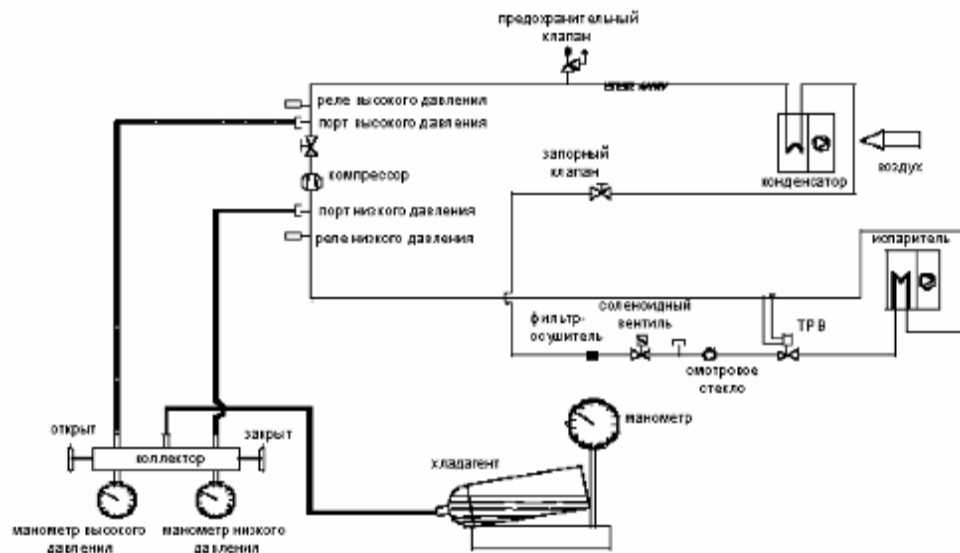 предохранительный
клапан
реле высокого давления
порт высокого давления
запорный
клапан
воздух
компрессор
конденсатор
порт низкого давления
реле низкого давления
испаритель
соленоидный
вентиль
фильтр-
осушитель
ТРВ
смотровое
стекло
манометр
открыт
закрыт
коллектор
хладагент
манометр высокого
давления
манометр низкого
давления